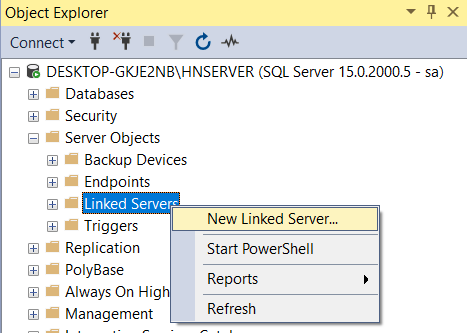 Object Explorer
Connect
DESKTOP-GKJE2NB\HNSERVER (SQL Server 15.0.2000.5 - sa)
Databases
Security
Server Objects
Backup Devices
Endpoints
Linked Servers
New Linked Server...
Triggers
Start PowerShell
Replication
PolyBase
Reports
Always On High
Refresh
Management